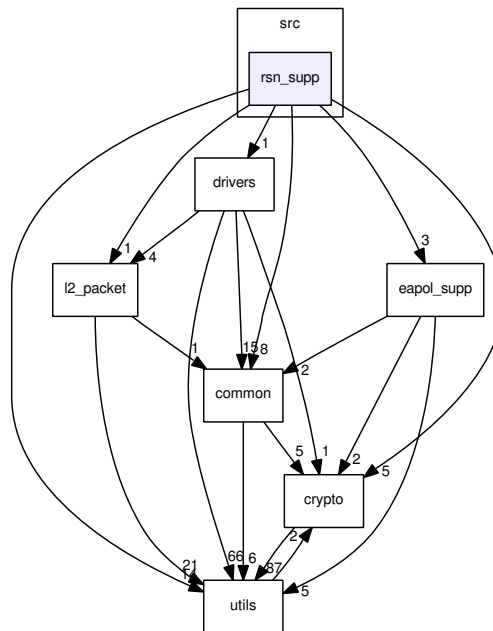 src
rsn_supp
1
drivers
3
1
4
l2_packet
eapol_supp
1
15
8
2
common
5
1
2
5
crypto
2
21
66
6
87
5
utils